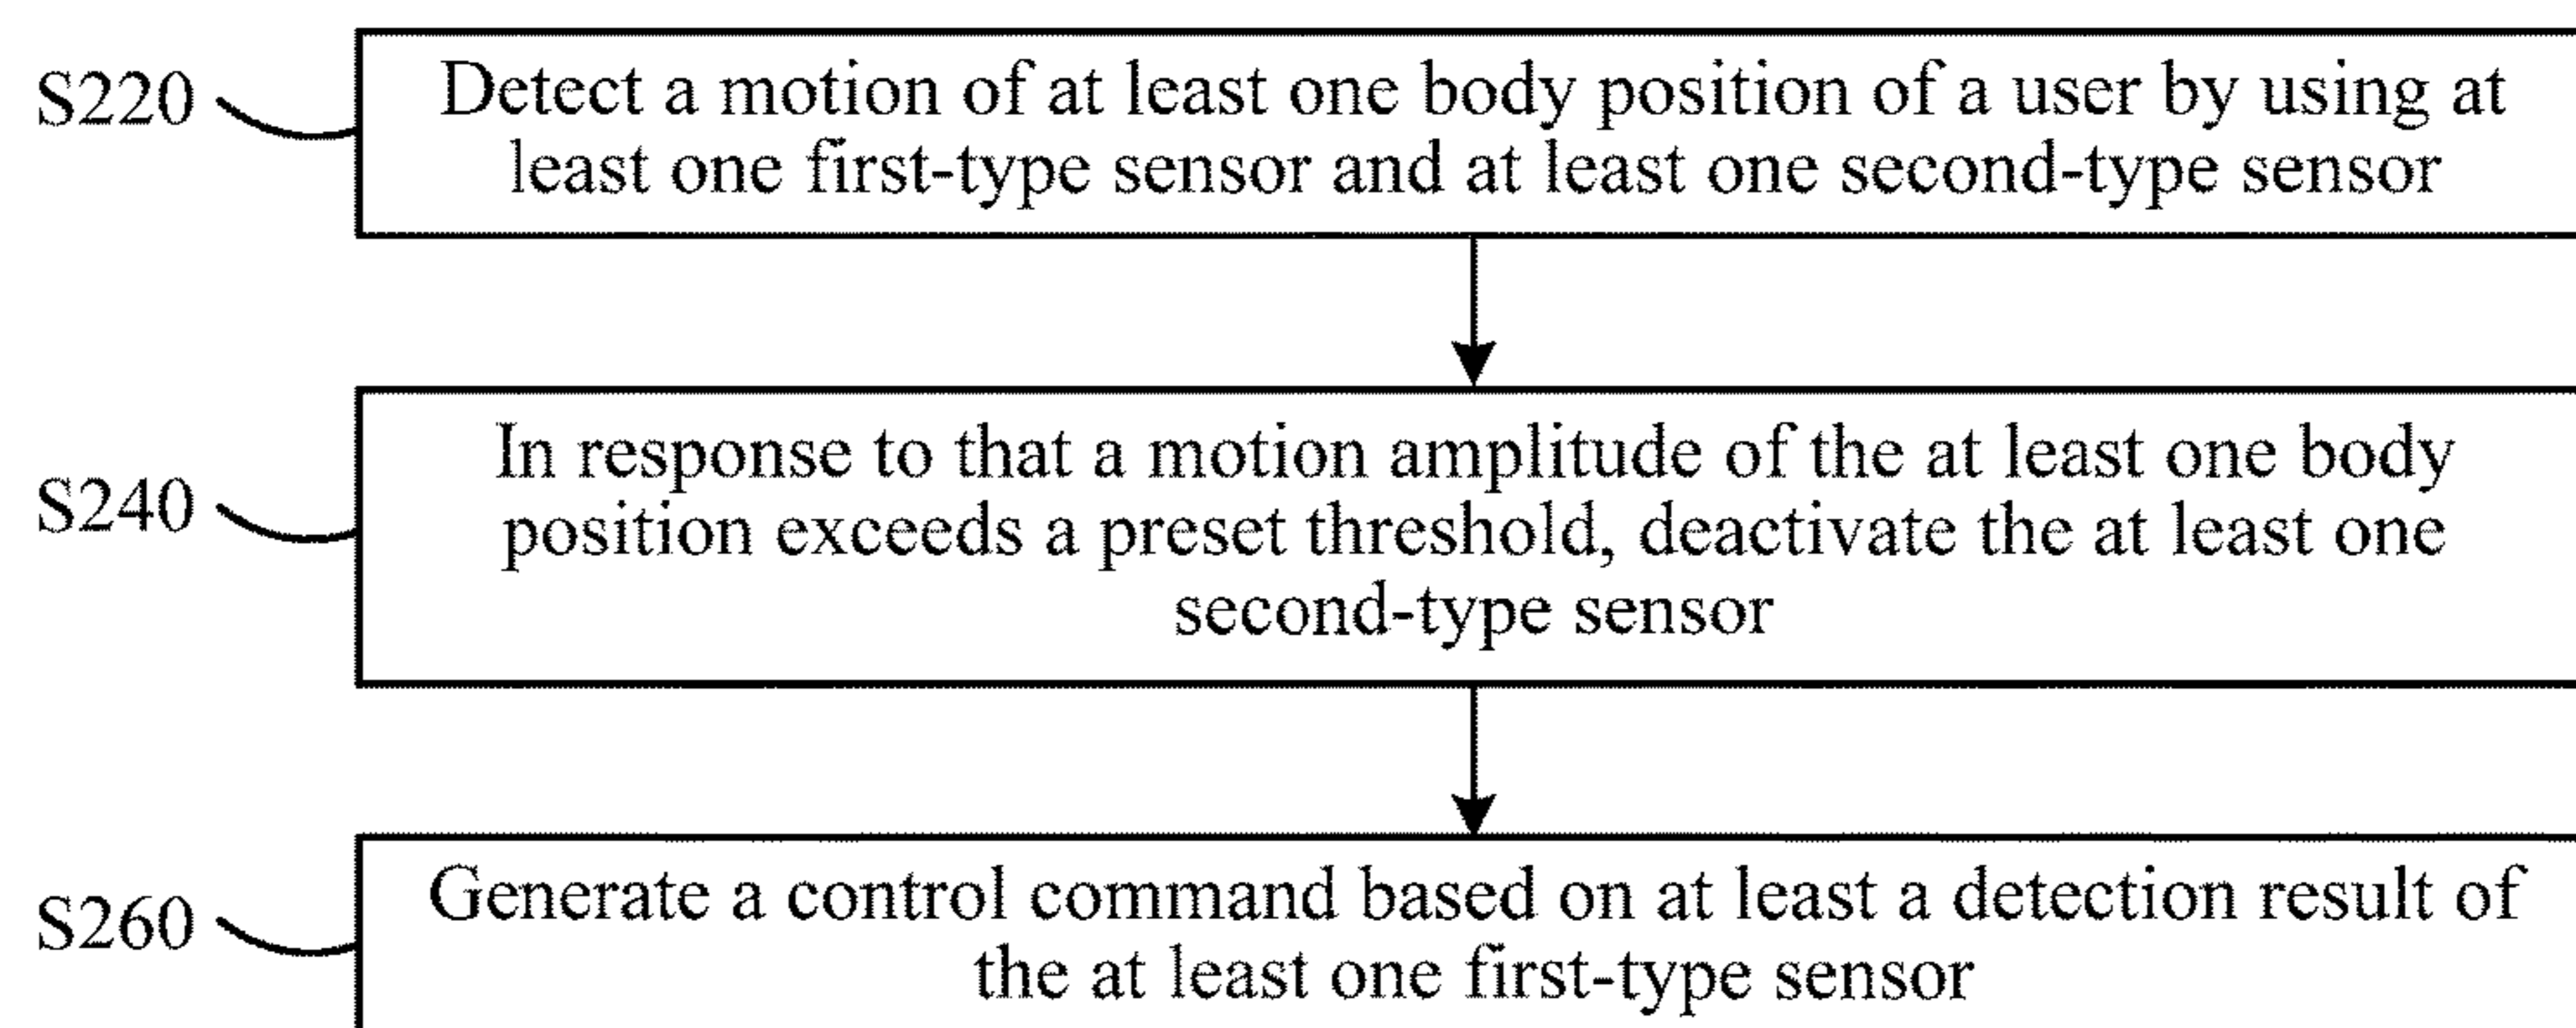 S220
Detect a motion of at least one body position of a user by using at
least one first-type sensor and at least one second-type sensor
S240
In response to that a motion amplitude of the at least one body
position exceeds a preset threshold, deactivate the at least one
second-type sensor
S260
Generate a control command based on at least a detection result of
the at least one first-type sensor